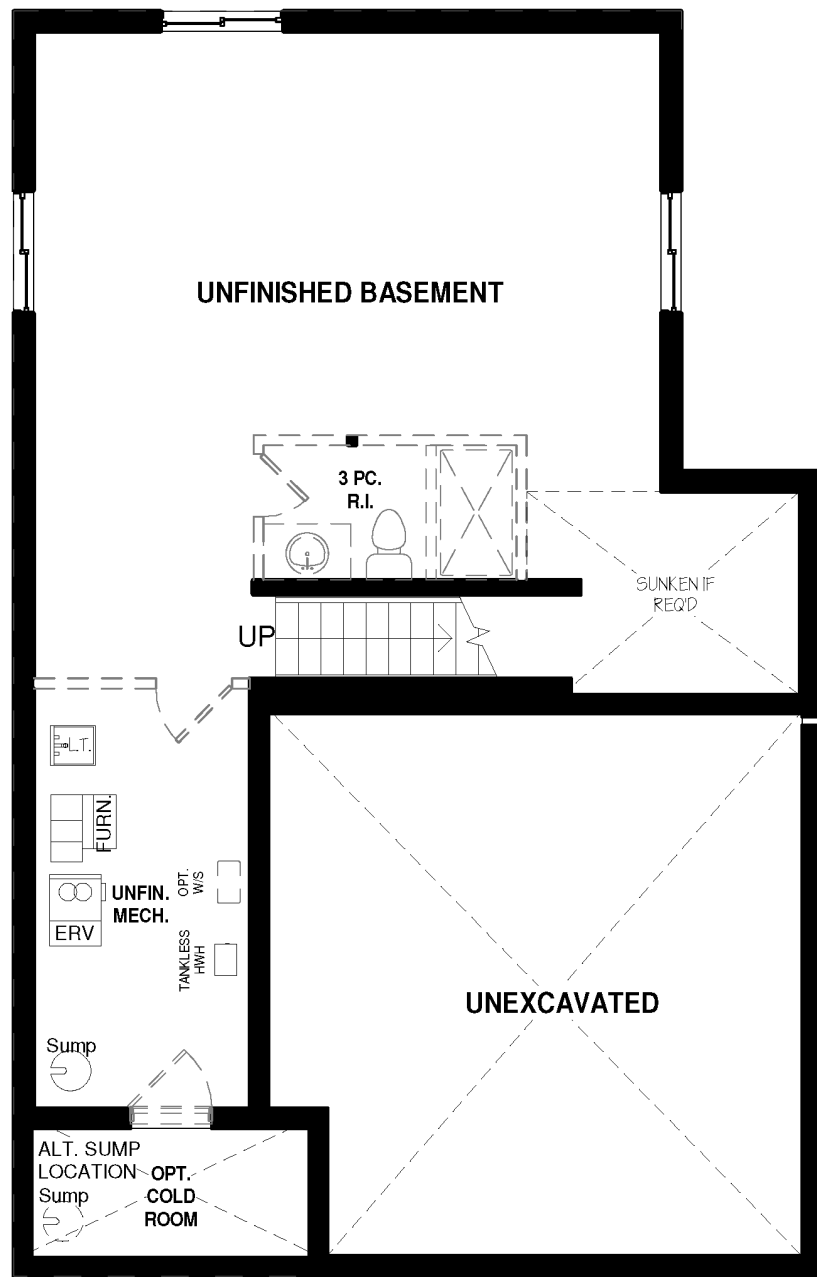 UNFINISHED BASEMENT
3 PC.
R.I.
SUNKEN IF
REQ'D
UP
L.T.
FURN.
OPT.
W/S
UNFIN.
MECH.
ERV
TANKLESS
HWH
UNEXCAVATED
Sump
ALT. SUMP
LOCATION
Sump
OPT.
COLD
ROOM